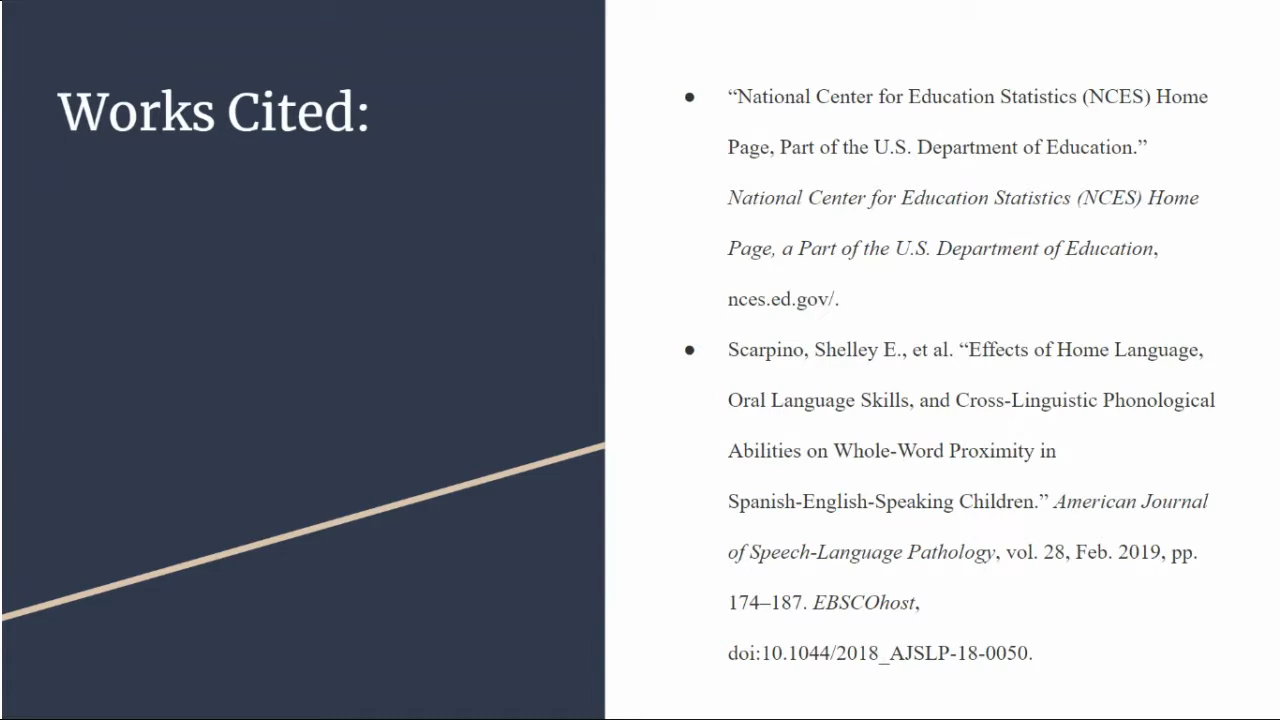 Works Cited:
● “National Center for Education Statistics (NCES) Home
Page, Part of the U.S. Department of Education.”
National Center for Education Statistics (NCES) Home
Page, a Part of the U.S. Department of Education,
nces.ed.gov/.
● Scarpino, Shelley E., et al. “Effects of Home Language,
Oral Language Skills, and Cross-Linguistic Phonological
Abilities on Whole-Word Proximity in
Spanish-English-Speaking Children.” American Journal
of Speech-Language Pathology, vol. 28, Feb. 2019, pp.
174–187. EBSCOhost,
doi:10.1044/2018_AJSLP-18-0050.